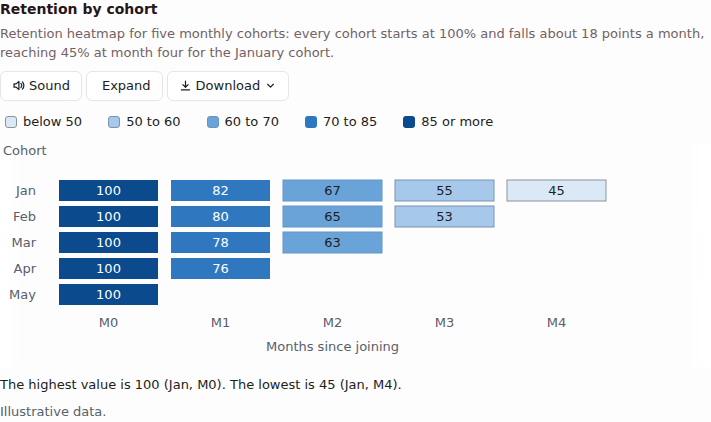 Retention by cohort
Retention heatmap for five monthly cohorts: every cohort starts at 100% and falls about 18 points a month,
reaching 45% at month four for the January cohort.
Sound Expand Download
below 50 50 to 60 60 to 70 70 to 85 85 or more
Cohort
Jan 100 82 67 55 45
Feb 100 80 65 53
Mar 100 78 63
Apr 100 76
May 100
M0 M1 M2 M3 M4
Months since joining
The highest value is 100 (Jan, M0). The lowest is 45 (Jan, M4).
Illustrative data.